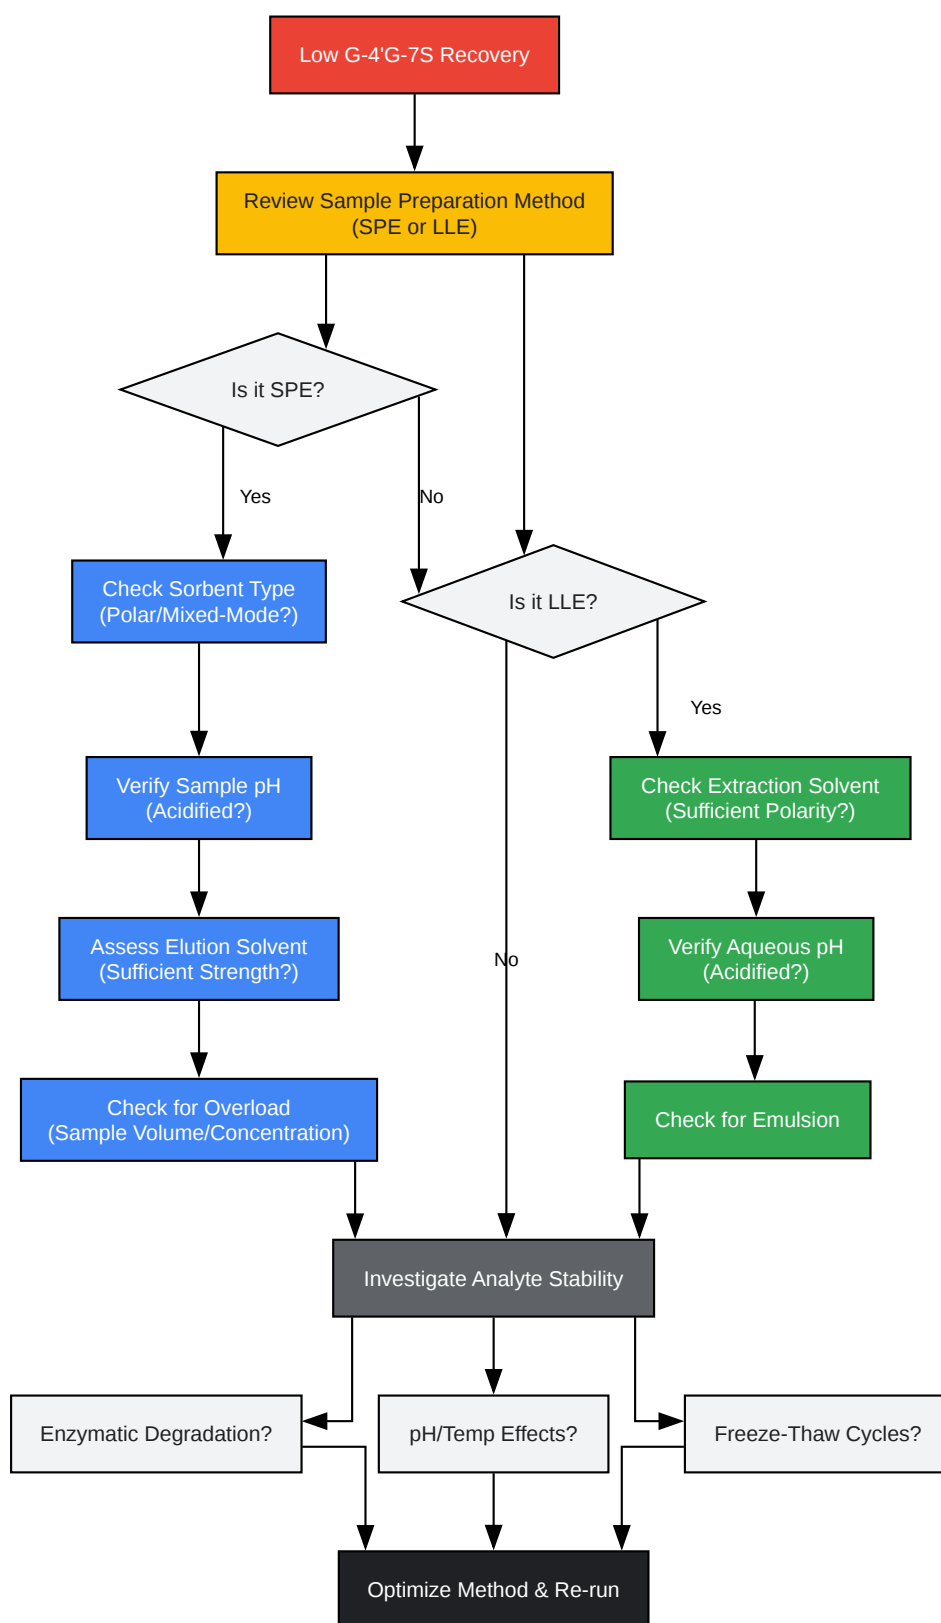 Low G-4'G-7S Recovery
Review Sample Preparation Method
(SPE or LLE)
Is it SPE?
Yes
No
Check Sorbent Type
(Polar/Mixed-Mode?)
Is it LLE?
Yes
Verify Sample pH
(Acidified?)
Check Extraction Solvent
(Sufficient Polarity?)
Assess Elution Solvent
(Sufficient Strength?)
No
Verify Aqueous pH
(Acidified?)
Check for Overload
(Sample Volume/Concentration)
Check for Emulsion
Investigate Analyte Stability
Enzymatic Degradation?
pH/Temp Effects?
Freeze-Thaw Cycles?
Optimize Method & Re-run